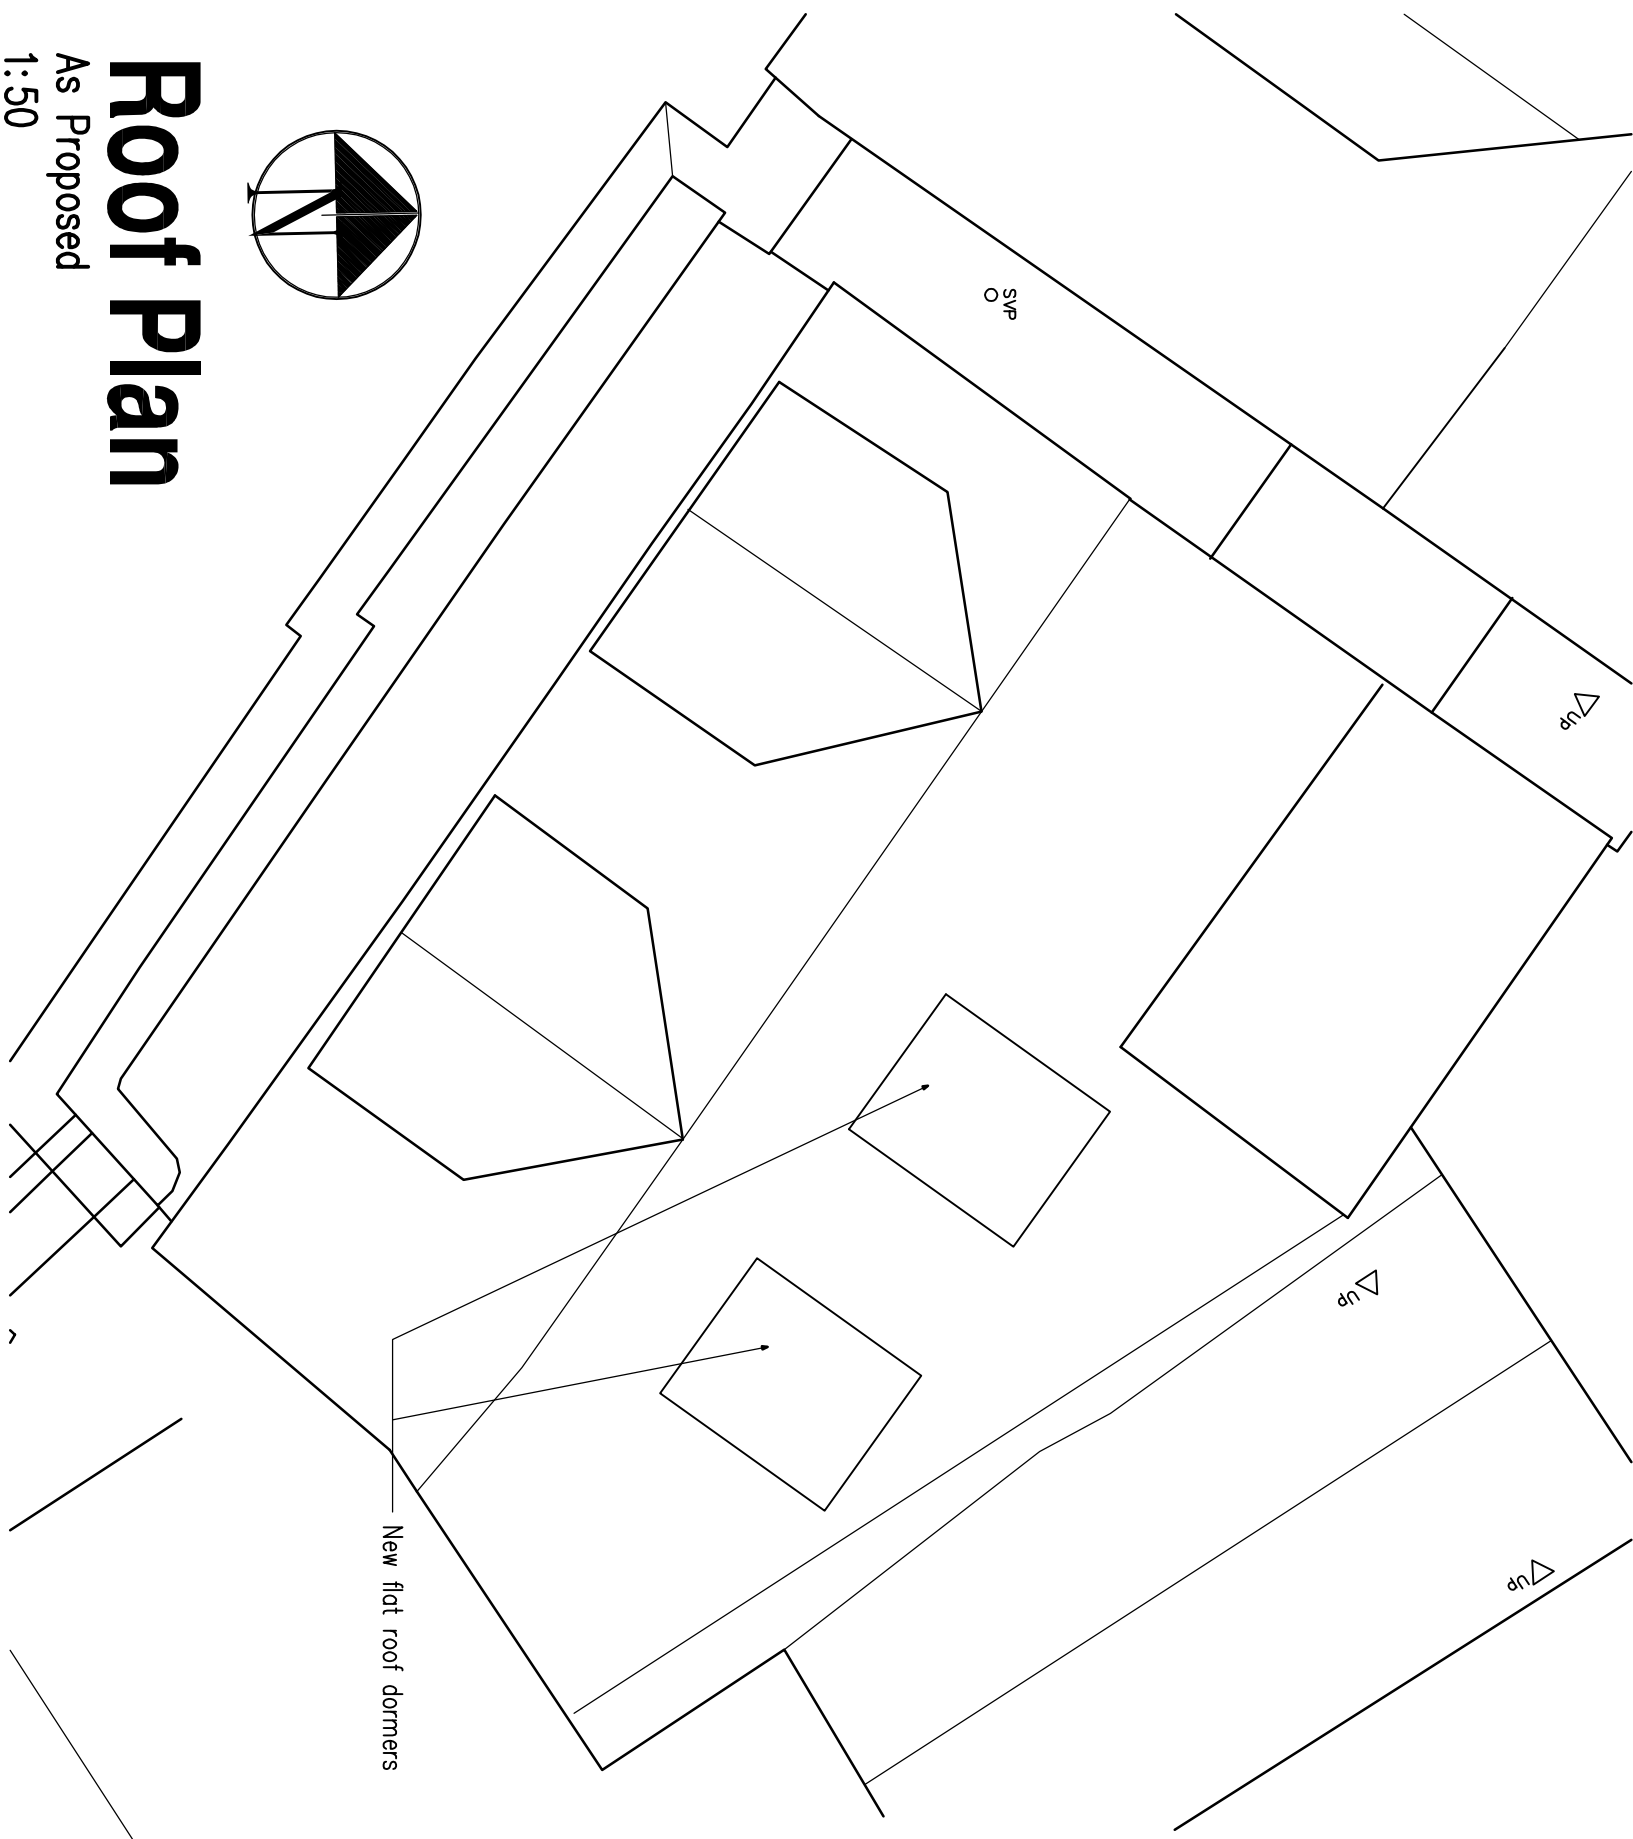 Roof Plan
As Proposed
1:50
N
SVP
UP
UP
UP
New flat roof dormers